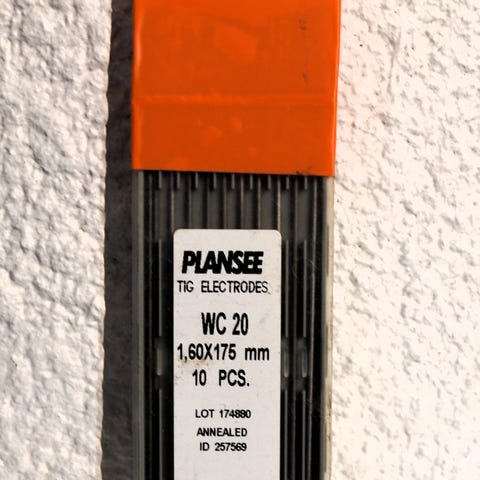 PLANSEE
TIG ELECTRODES
WC 20
1,60X175 mm
10 PCS.
LOT 174880
ANNEALED
ID 257569